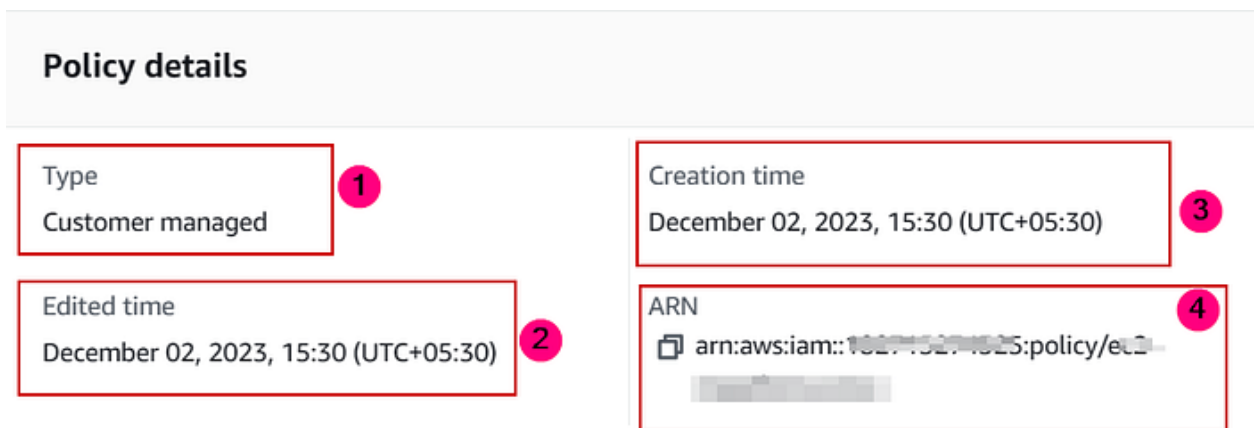 Policy details
Type
1
Customer managed
Edited time
2
December 02, 2023, 15:30 (UTC+05:30)
Creation time
3
December 02, 2023, 15:30 (UTC+05:30)
ARN
4
arn:aws:iam:: :policy/